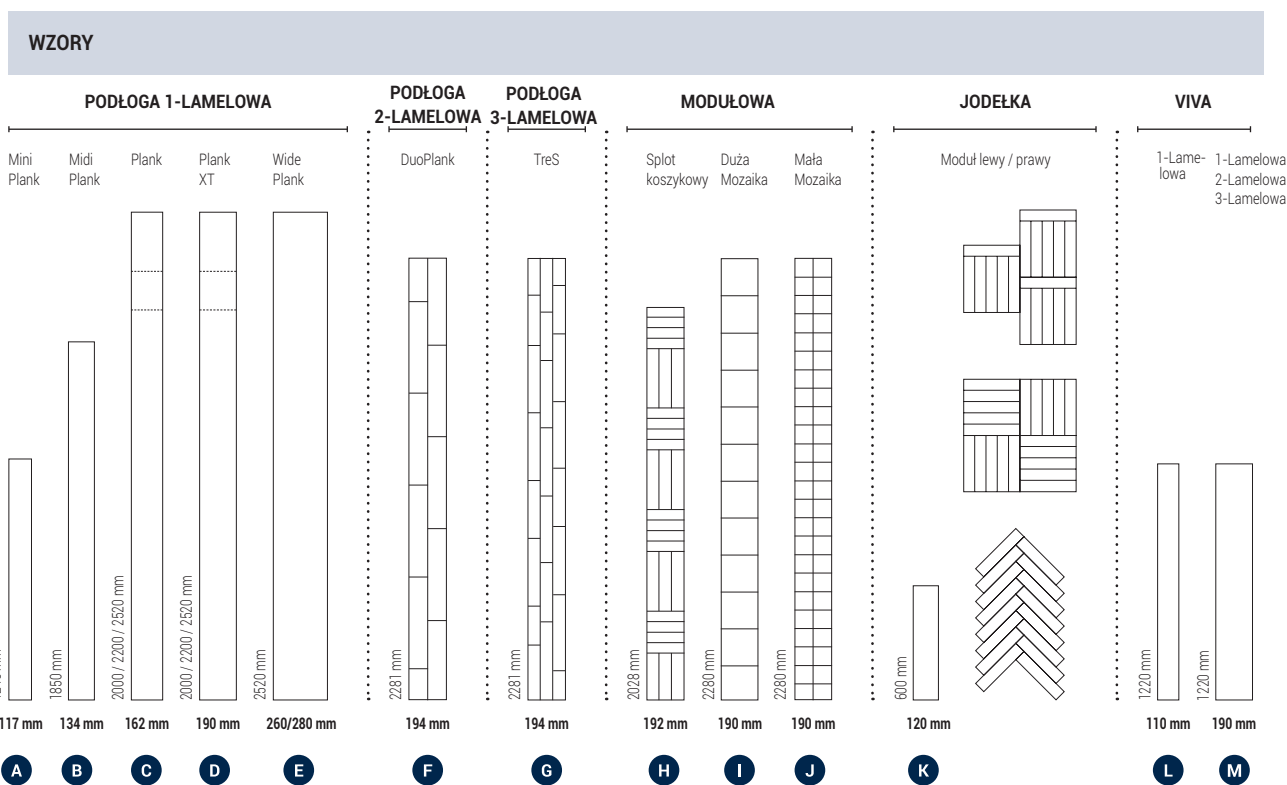 WZORY
PODŁOGA 1-LAMELOWA
PODŁOGA
2-LAMELOWA
PODŁOGA
3-LAMELOWA
MODUŁOWA
JODEŁKA
VIVA
Mini
Plank
Midi
Plank
Plank
Plank
XT
Wide
Plank
DuoPlank
TreS
Splot
koszykowy
Duża
Mozaika
Mała
Mozaika
Moduł lewy / prawy
1-Lame-
lowa
1-Lamelowa
2-Lamelowa
3-Lamelowa
1850 mm
2000 / 2200 / 2520 mm
2000 / 2200 / 2520 mm
2520 mm
2281 mm
2281 mm
2028 mm
2280 mm
2280 mm
600 mm
1220 mm
1220 mm
117 mm
134 mm
162 mm
190 mm
260/280 mm
194 mm
194 mm
192 mm
190 mm
190 mm
120 mm
110 mm
190 mm
A
B
C
D
E
F
G
H
I
J
K
L
M